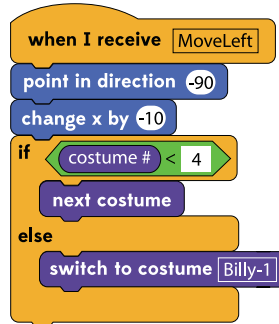 when I receive MoveLeft
point in direction -90
change x by -10
if costume # < 4
next costume
else
switch to costume Billy-1